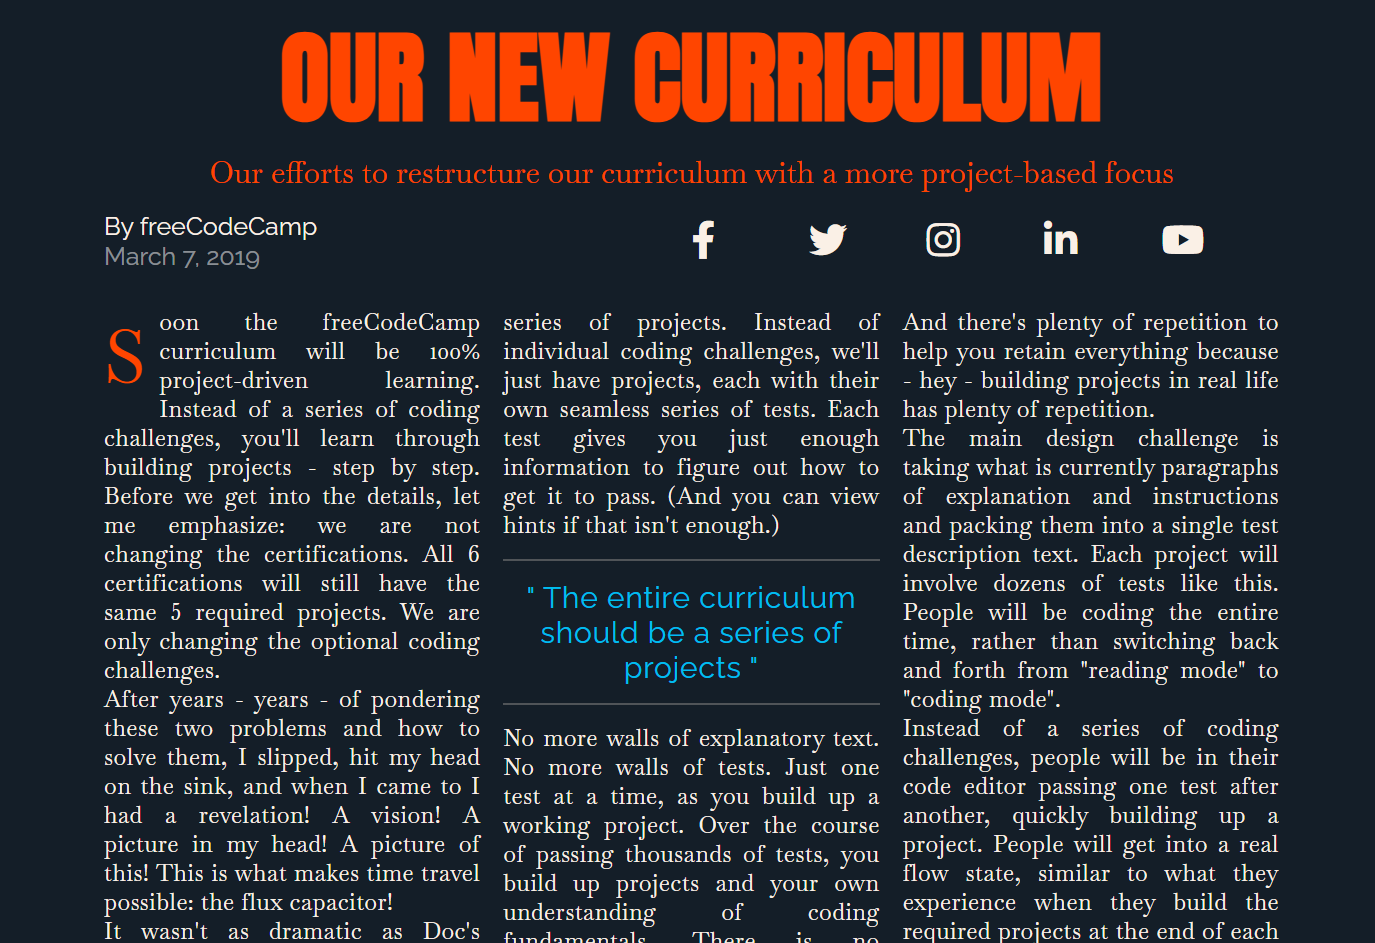 OUR NEW CURRICULUM
Our efforts to restructure our curriculum with a more project-based focus
By freeCodeCamp
March 7, 2019
Soon the freeCodeCamp
curriculum will be 100%
project-driven learning.
Instead of a series of coding
challenges, you'll learn through
building projects - step by step.
Before we get into the details, let
me emphasize: we are not
changing the certifications. All 6
certifications will still have the
same 5 required projects. We are
only changing the optional coding
challenges.
After years - years - of pondering
these two problems and how to
solve them, I slipped, hit my head
on the sink, and when I came to I
had a revelation! A vision! A
picture in my head! A picture of
this! This is what makes time travel
possible: the flux capacitor!
It wasn't as dramatic as Doc's
series of projects. Instead of
individual coding challenges, we'll
just have projects, each with their
own seamless series of tests. Each
test gives you just enough
information to figure out how to
get it to pass. (And you can view
hints if that isn't enough.)
" The entire curriculum
should be a series of
projects "
No more walls of explanatory text.
No more walls of tests. Just one
test at a time, as you build up a
working project. Over the course
of passing thousands of tests, you
build up projects and your own
understanding of coding
fundamentals. There is no
And there's plenty of repetition to
help you retain everything because
- hey - building projects in real life
has plenty of repetition.
The main design challenge is
taking what is currently paragraphs
of explanation and instructions
and packing them into a single test
description text. Each project will
involve dozens of tests like this.
People will be coding the entire
time, rather than switching back
and forth from "reading mode" to
"coding mode".
Instead of a series of coding
challenges, people will be in their
code editor passing one test after
another, quickly building up a
project. People will get into a real
flow state, similar to what they
experience when they build the
required projects at the end of each